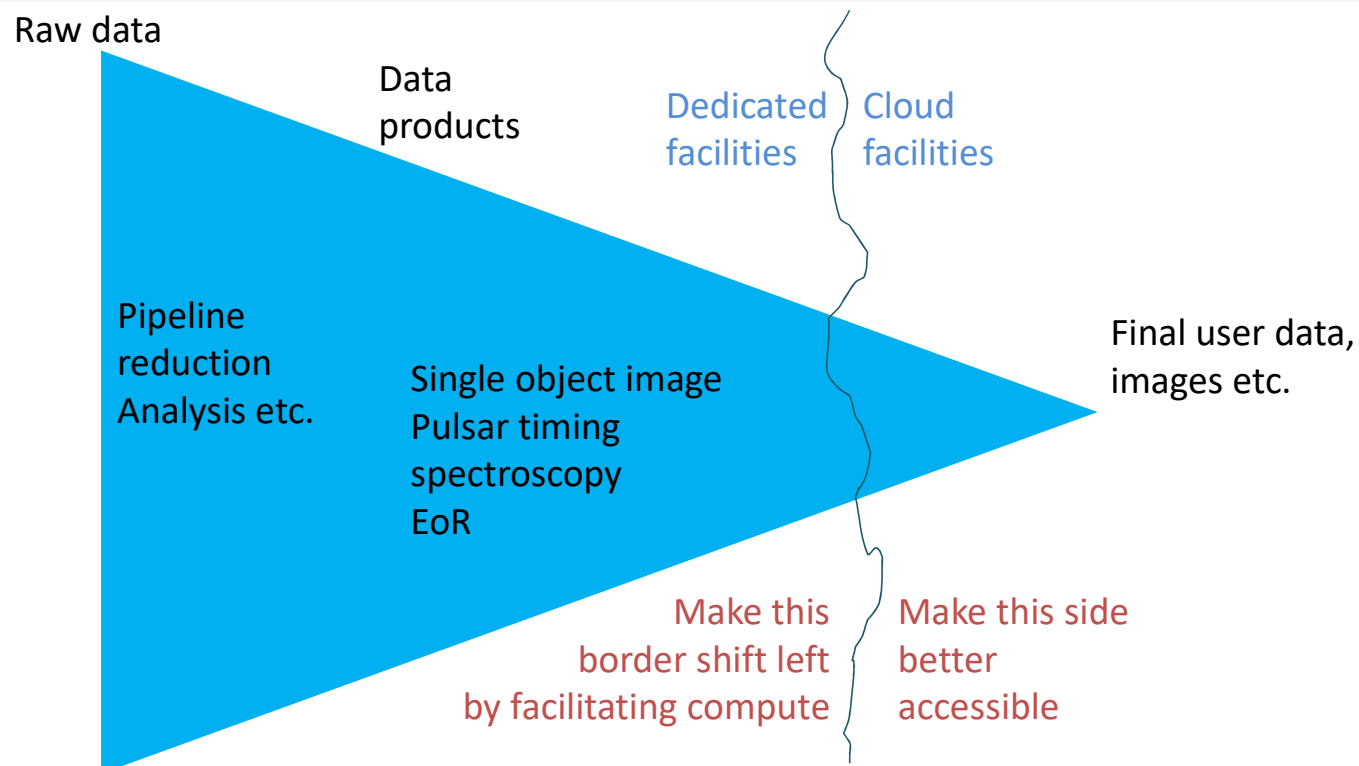 Raw data
Data
products
Dedicated
facilities
Cloud
facilities
Pipeline
reduction
Analysis etc.
Single object image
Pulsar timing
spectroscopy
EoR
Final user data,
images etc.
Make this
border shift left
by facilitating compute
Make this side
better
accessible